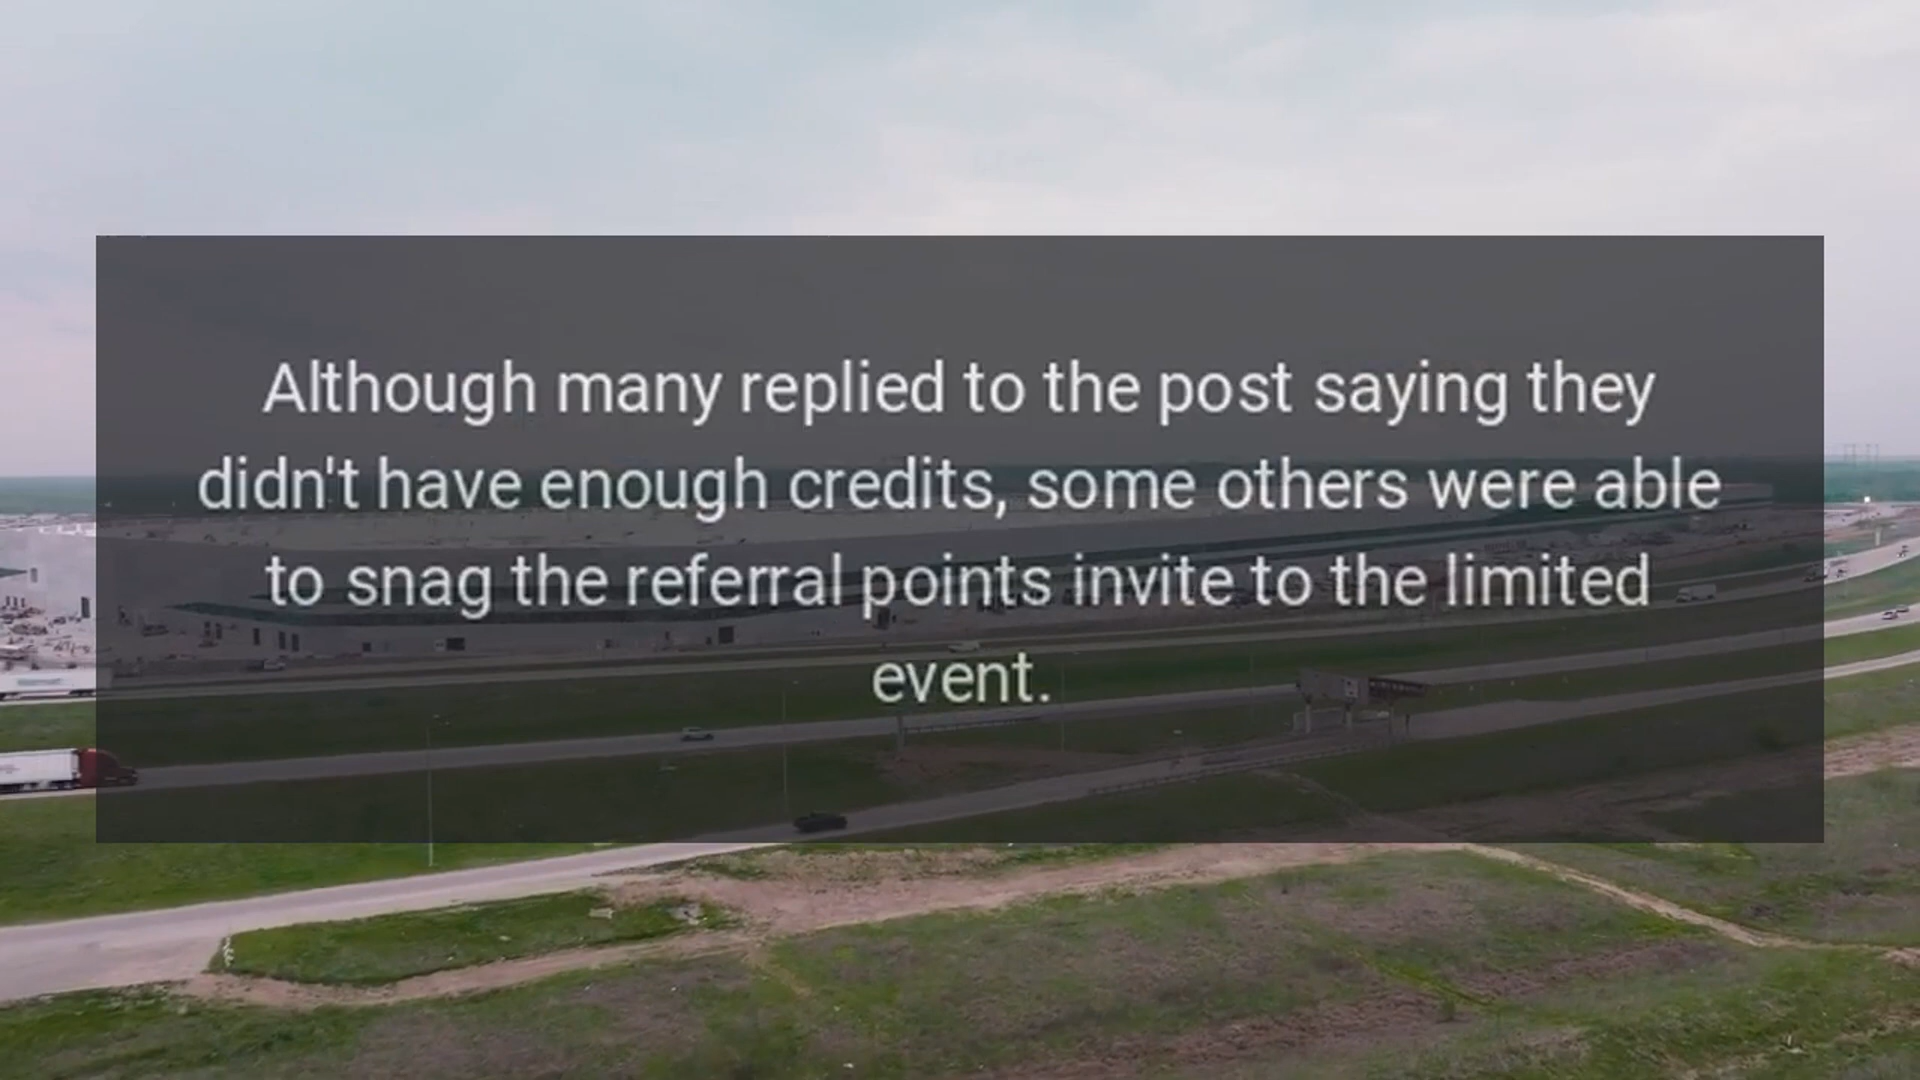 Although many replied to the post saying they
didn't have enough credits, some others were able
to snag the referral points invite to the limited
event.